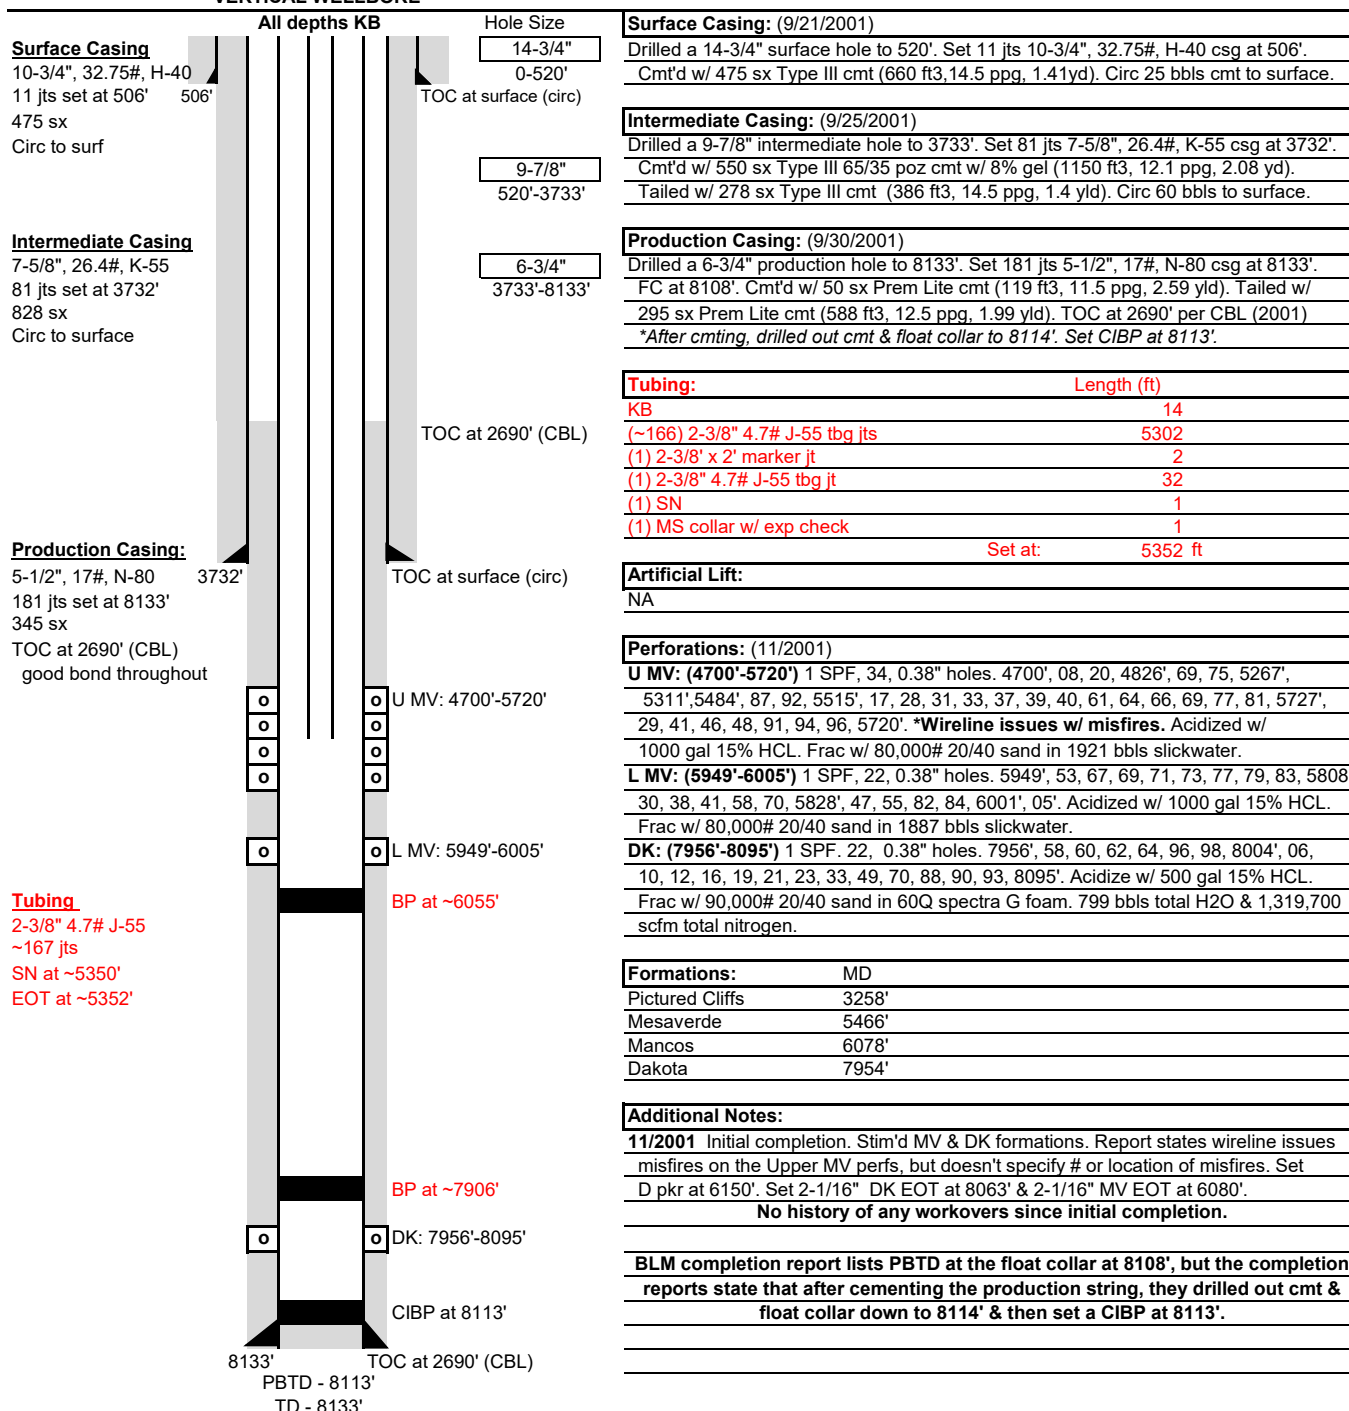 VERTICAL WELLBORE
All depths KB
Hole Size
Surface Casing
10-3/4", 32.75#, H-40
11 jts set at 506'
506'
475 sx
Circ to surf
14-3/4"
0-520'
TOC at surface (circ)
9-7/8"
520'-3733'
Intermediate Casing
7-5/8", 26.4#, K-55
81 jts set at 3732'
828 sx
Circ to surface
6-3/4"
3733'-8133'
TOC at 2690' (CBL)
Production Casing:
5-1/2", 17#, N-80
3732'
TOC at surface (circ)
181 jts set at 8133'
345 sx
TOC at 2690' (CBL)
good bond throughout
o
o U MV: 4700'-5720'
o
o
o
o
o
o
o
o L MV: 5949'-6005'
Tubing
2-3/8" 4.7# J-55
~167 jts
SN at ~5350'
EOT at ~5352'
BP at ~6055'
BP at ~7906'
o
o DK: 7956'-8095'
CIBP at 8113'
8133'
TOC at 2690' (CBL)
PBTD - 8113'
TD - 8133'
Surface Casing: (9/21/2001)
Drilled a 14-3/4" surface hole to 520'. Set 11 jts 10-3/4", 32.75#, H-40 csg at 506'.
Cmt'd w/ 475 sx Type III cmt (660 ft3,14.5 ppg, 1.41yd). Circ 25 bbls cmt to surface.
Intermediate Casing: (9/25/2001)
Drilled a 9-7/8" intermediate hole to 3733'. Set 81 jts 7-5/8", 26.4#, K-55 csg at 3732'.
Cmt'd w/ 550 sx Type III 65/35 poz cmt w/ 8% gel (1150 ft3, 12.1 ppg, 2.08 yd).
Tailed w/ 278 sx Type III cmt (386 ft3, 14.5 ppg, 1.4 yld). Circ 60 bbls to surface.
Production Casing: (9/30/2001)
Drilled a 6-3/4" production hole to 8133'. Set 181 jts 5-1/2", 17#, N-80 csg at 8133'.
FC at 8108'. Cmt'd w/ 50 sx Prem Lite cmt (119 ft3, 11.5 ppg, 2.59 yld). Tailed w/
295 sx Prem Lite cmt (588 ft3, 12.5 ppg, 1.99 yld). TOC at 2690' per CBL (2001)
*After cmting, drilled out cmt & float collar to 8114'. Set CIBP at 8113'.
Tubing: Length (ft)
KB 14
(~166) 2-3/8" 4.7# J-55 tbg jts 5302
(1) 2-3/8' x 2' marker jt 2
(1) 2-3/8" 4.7# J-55 tbg jt 32
(1) SN 1
(1) MS collar w/ exp check 1
Set at: 5352 ft
Artificial Lift:
NA
Perforations: (11/2001)
U MV: (4700'-5720') 1 SPF, 34, 0.38" holes. 4700', 08, 20, 4826', 69, 75, 5267',
5311',5484', 87, 92, 5515', 17, 28, 31, 33, 37, 39, 40, 61, 64, 66, 69, 77, 81, 5727',
29, 41, 46, 48, 91, 94, 96, 5720'. *Wireline issues w/ misfires. Acidized w/
1000 gal 15% HCL. Frac w/ 80,000# 20/40 sand in 1921 bbls slickwater.
L MV: (5949'-6005') 1 SPF, 22, 0.38" holes. 5949', 53, 67, 69, 71, 73, 77, 79, 83, 5808
30, 38, 41, 58, 70, 5828', 47, 55, 82, 84, 6001', 05'. Acidized w/ 1000 gal 15% HCL.
Frac w/ 80,000# 20/40 sand in 1887 bbls slickwater.
DK: (7956'-8095') 1 SPF. 22, 0.38" holes. 7956', 58, 60, 62, 64, 96, 98, 8004', 06,
10, 12, 16, 19, 21, 23, 33, 49, 70, 88, 90, 93, 8095'. Acidize w/ 500 gal 15% HCL.
Frac w/ 90,000# 20/40 sand in 60Q spectra G foam. 799 bbls total H2O & 1,319,700
scfm total nitrogen.
Formations: MD
Pictured Cliffs 3258'
Mesaverde 5466'
Mancos 6078'
Dakota 7954'
Additional Notes:
11/2001 Initial completion. Stim'd MV & DK formations. Report states wireline issues
misfires on the Upper MV perfs, but doesn't specify # or location of misfires. Set
D pkr at 6150'. Set 2-1/16" DK EOT at 8063' & 2-1/16" MV EOT at 6080'.
No history of any workovers since initial completion.
BLM completion report lists PBTD at the float collar at 8108', but the completion
reports state that after cementing the production string, they drilled out cmt &
float collar down to 8114' & then set a CIBP at 8113'.